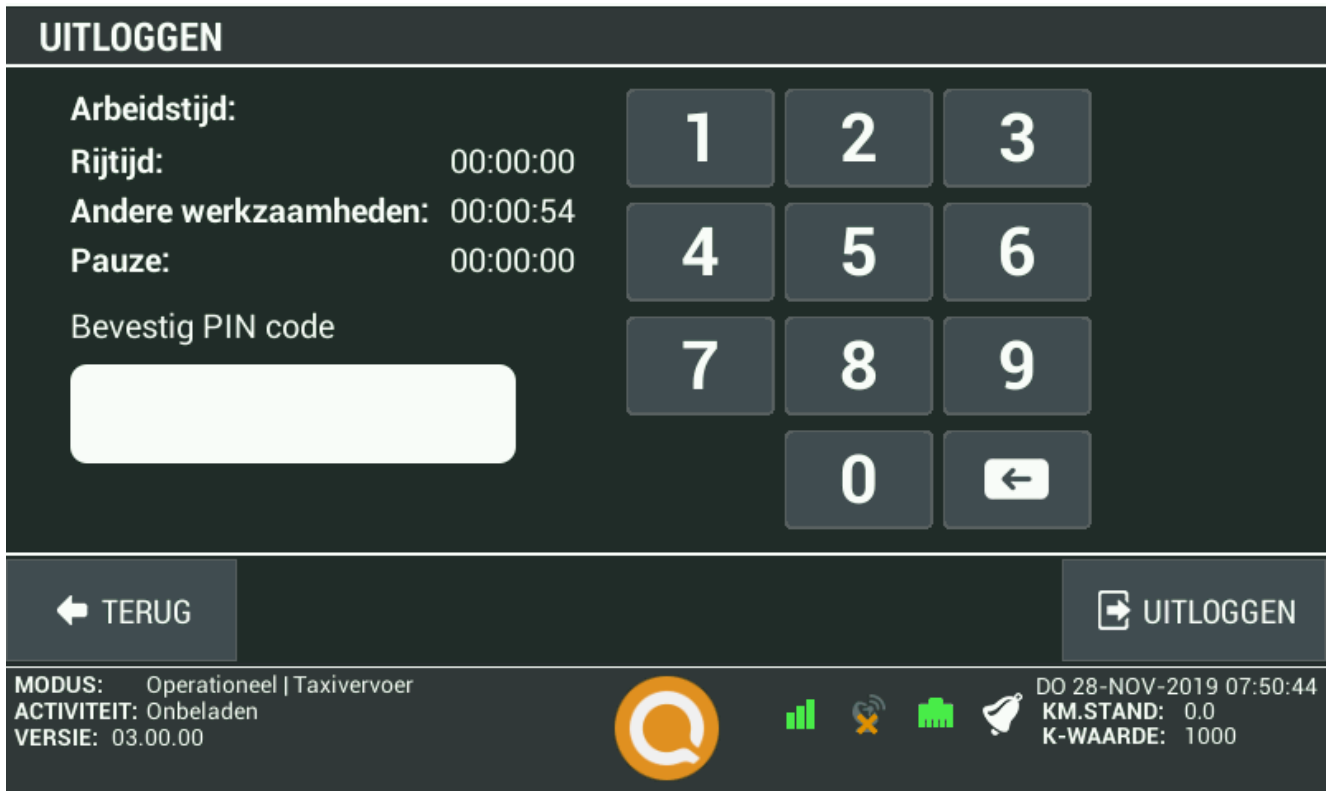 UITLOGGEN
Arbeidstijd:
Rijtijd: 00:00:00
Andere werkzaamheden: 00:00:54
Pauze: 00:00:00
Bevestig PIN code
1 2 3
4 5 6
7 8 9
0
TERUG
UITLOGGEN
MODUS: Operationeel | Taxivervoer
ACTIVITEIT: Onbeladen
VERSIE: 03.00.00
DO 28-NOV-2019 07:50:44
KM.STAND: 0.0
K-WAARDE: 1000